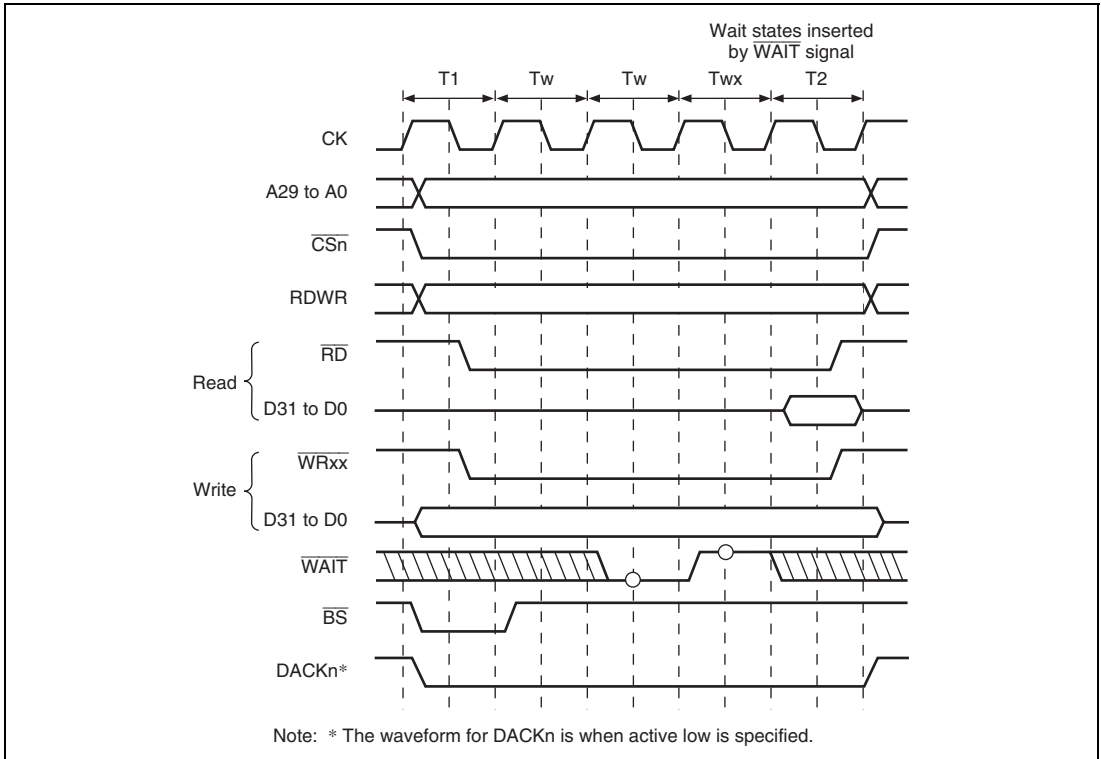 Wait states inserted
by WAIT signal
T1 Tw Tw Twx T2
CK
A29 to A0
CSn
RDWR
RD
Read
D31 to D0
WRxx
Write
D31 to D0
WAIT
BS
DACKn*
Note: * The waveform for DACKn is when active low is specified.